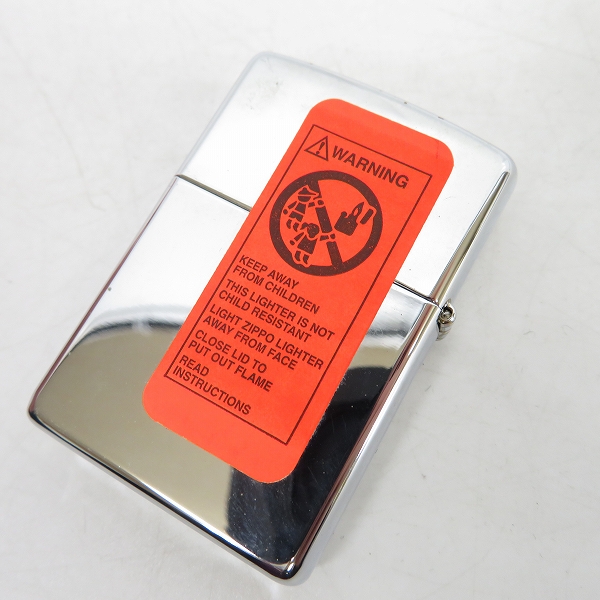 WARNING
KEEP AWAY
FROM CHILDREN
THIS LIGHTER IS NOT
CHILD RESISTANT
LIGHT ZIPPO LIGHTER
AWAY FROM FACE
CLOSE LID TO
PUT OUT FLAME
READ
INSTRUCTIONS